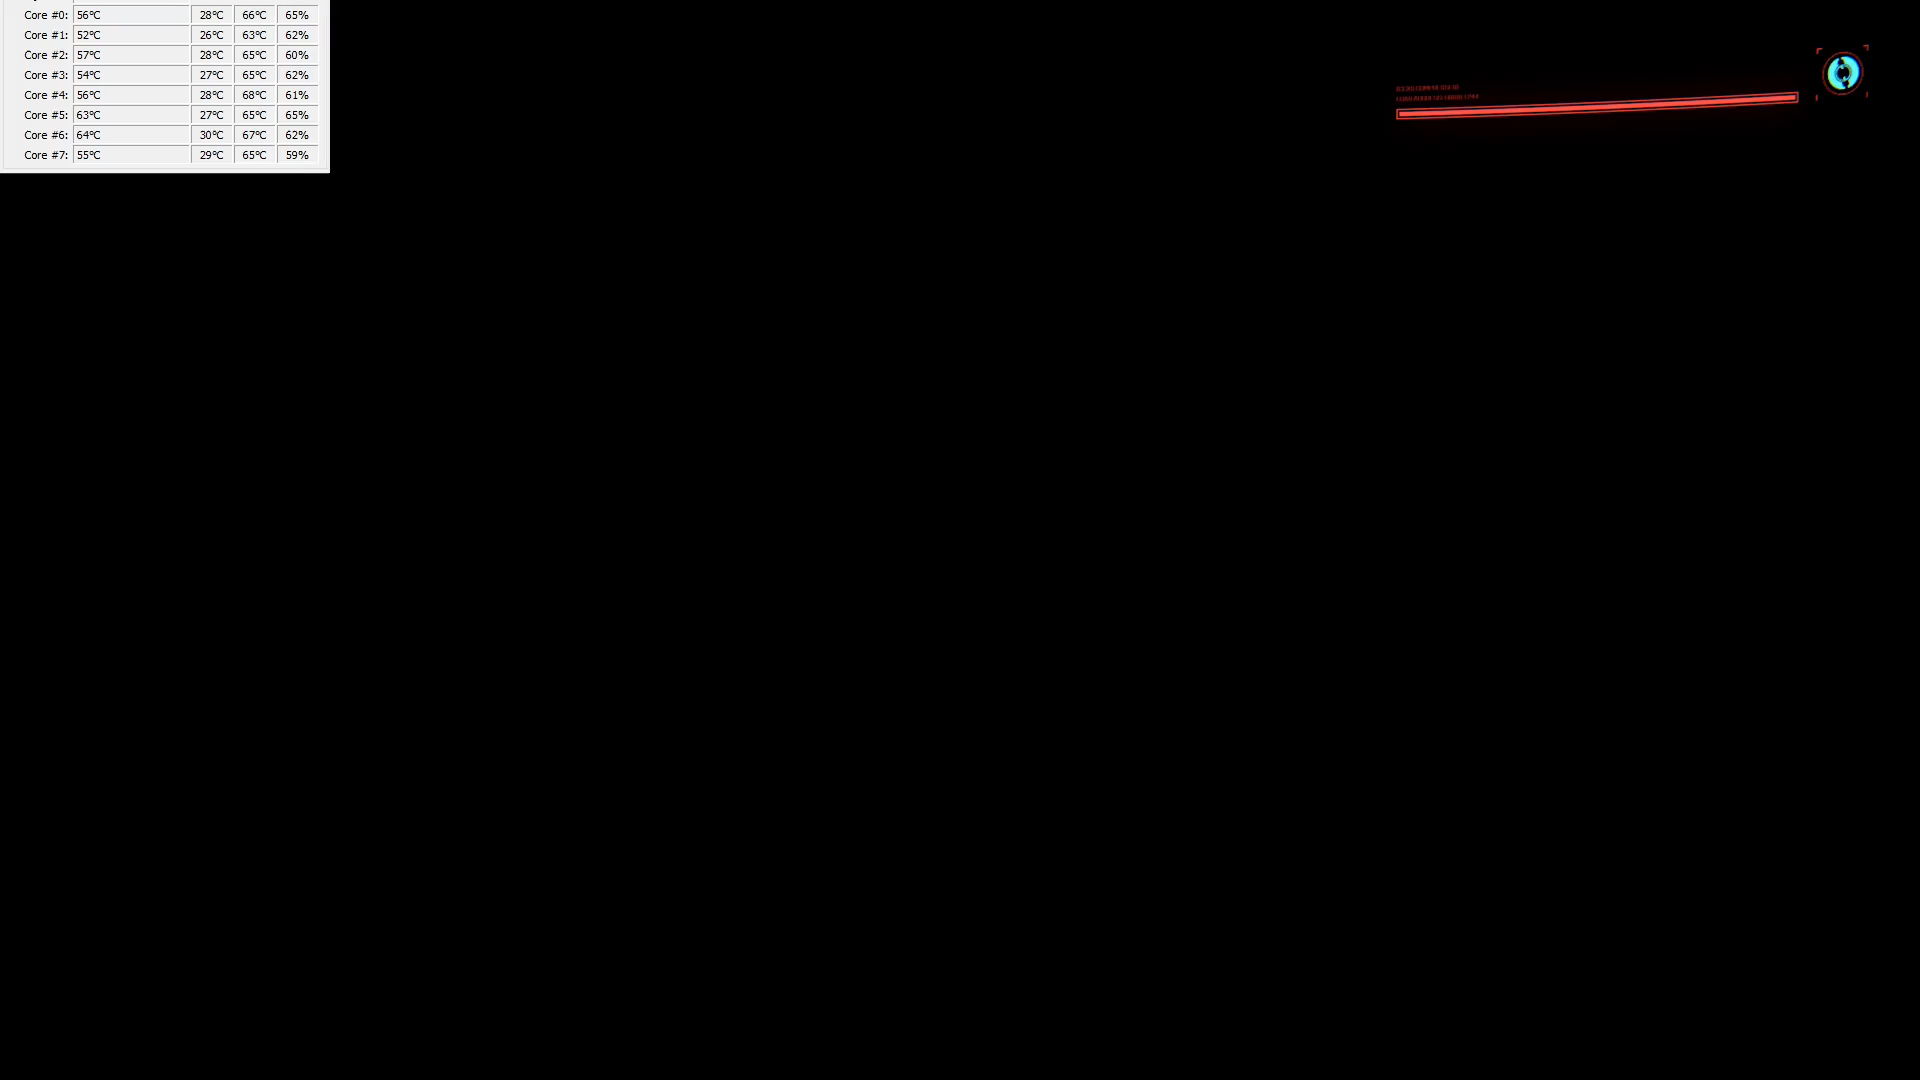 Core #0: 56°C 28°C 66°C 65%
Core #1: 52°C 26°C 63°C 62%
Core #2: 57°C 28°C 65°C 60%
Core #3: 54°C 27°C 65°C 62%
Core #4: 56°C 28°C 68°C 61%
Core #5: 63°C 27°C 65°C 65%
Core #6: 64°C 30°C 67°C 62%
Core #7: 55°C 29°C 65°C 59%